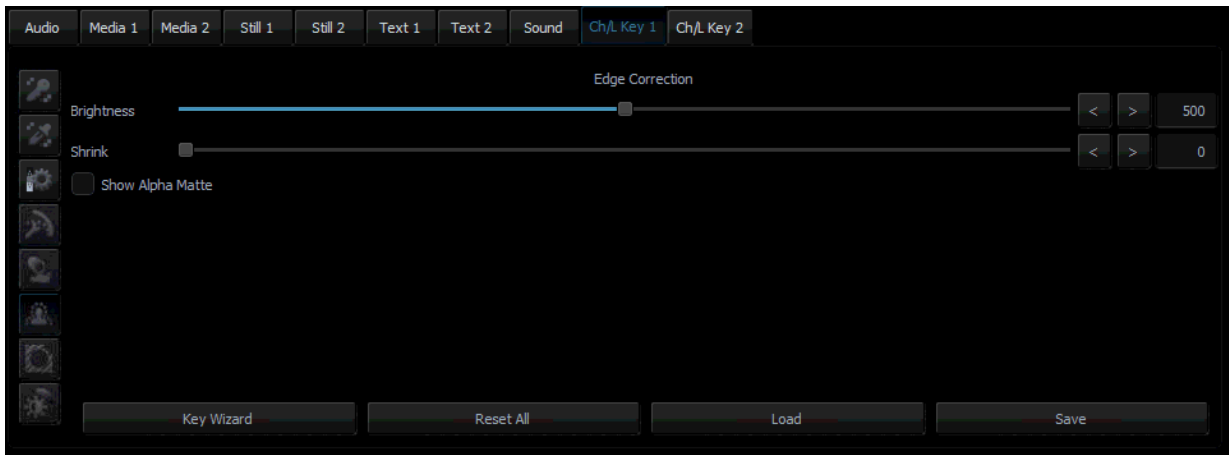 Audio Media 1 Media 2 Still 1 Still 2 Text 1 Text 2 Sound Ch/L Key 1 Ch/L Key 2
Edge Correction
Brightness < > 500
Shrink < > 0
Show Alpha Matte
Key Wizard Reset All Load Save